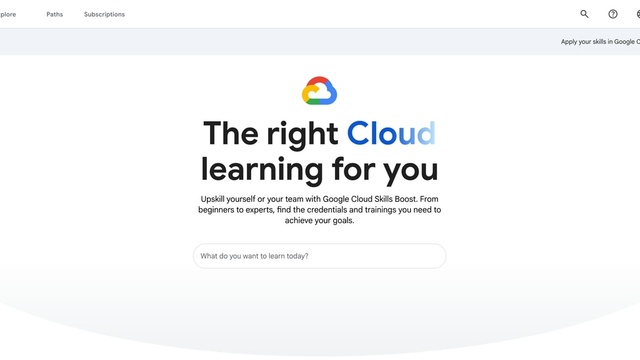 Paths Subscriptions
Apply your skills in Google
The right Cloud
learning for you
Upskill yourself or your team with Google Cloud Skills Boost. From
beginners to experts, find the credentials and trainings you need to
achieve your goals.
What do you want to learn today?